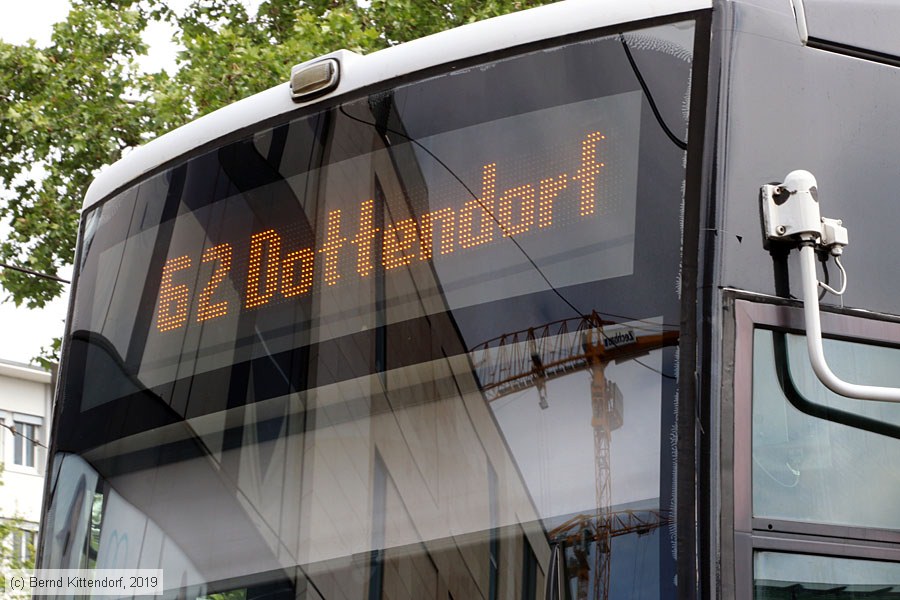 62 Dottendorf
(c) Bernd Kittendorf, 2019